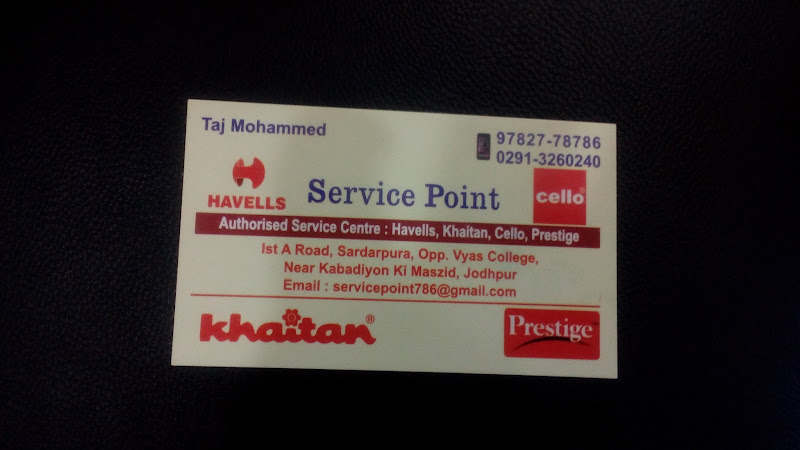 Taj Mohammed
97827-78786
0291-3260240
HAVELLS
Service Point
cello
Authorised Service Centre : Havells, Khaitan, Cello, Prestige
Ist A Road, Sardarpura, Opp. Vyas College,
Near Kabadiyon Ki Maszid, Jodhpur
Email : servicepoint786@gmail.com
khaitan®
Prestige